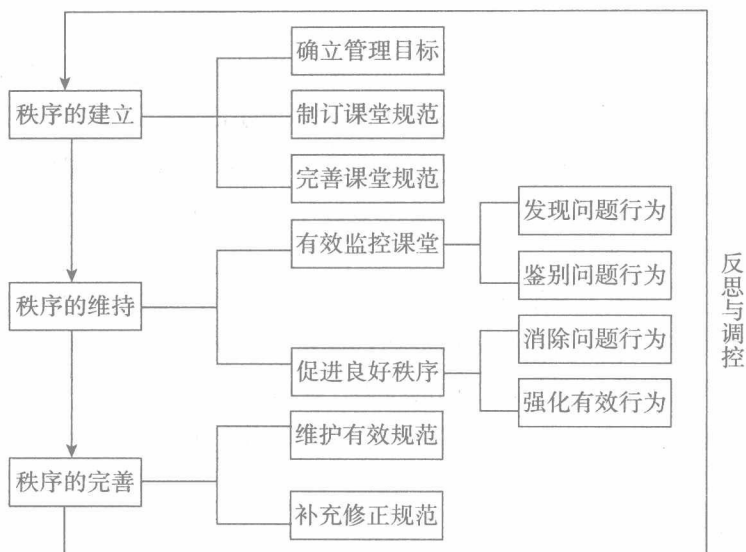 确立管理目标
秩序的建立
制订课堂规范
完善课堂规范
有效监控课堂
发现问题行为
鉴别问题行为
秩序的维持
促进良好秩序
消除问题行为
强化有效行为
维护有效规范
秩序的完善
补充修正规范
反思与调控